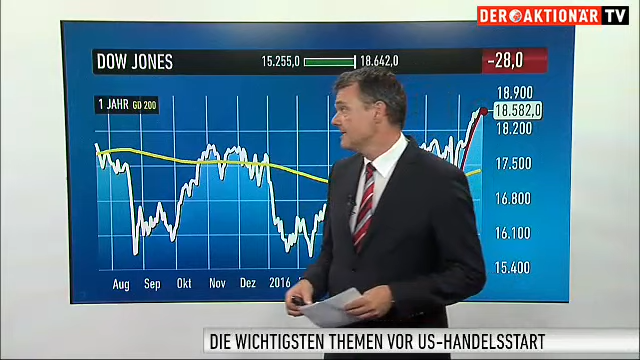 DER AKTIONÄR TV
DOW JONES 15.255,0 18.642,0 -28,0
1 JAHR GD 200
18.900
18.582,0
18.200
17.500
16.800
16.100
15.400
Aug Sep Okt Nov Dez 2016
DIE WICHTIGSTEN THEMEN VOR US-HANDELSSTART